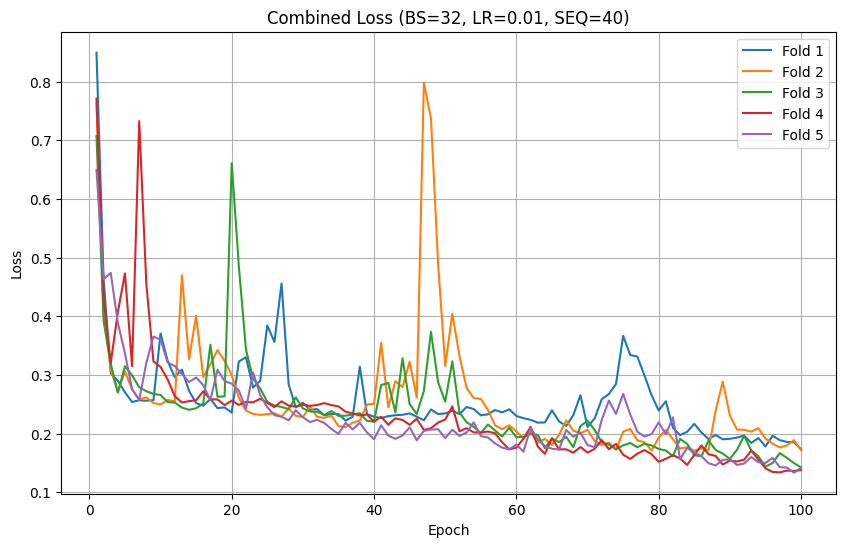 Combined Loss (BS=32, LR=0.01, SEQ=40)
Fold 1
Fold 2
Fold 3
Fold 4
Fold 5
Loss
0.8
0.7
0.6
0.5
0.4
0.3
0.2
0.1
0
20
40
60
80
100
Epoch